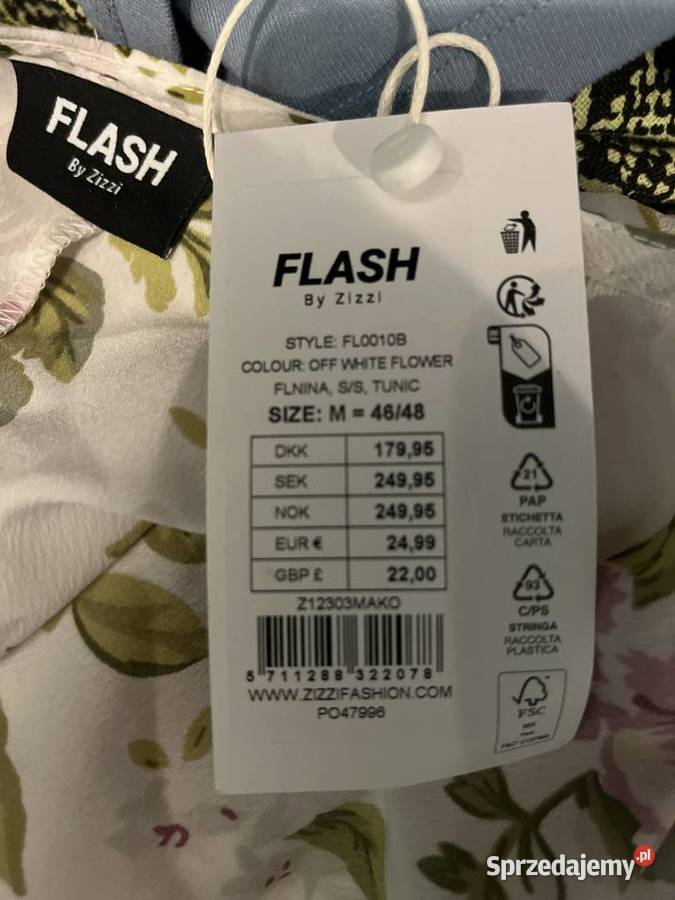 FLASH
By Zizzi
FLASH
By Zizzi
STYLE: FL0010B
COLOUR: OFF WHITE FLOWER
FLNINA, S/S, TUNIC
SIZE: M = 46/48
DKK 179,95
SEK 249,95
NOK 249,95
EUR € 24,99
GBP £ 22,00
Z12303MAKO
5 711288 322078
WWW.ZIZZIFASHION.COM
PO47996
21
PAP
ETICHETTA
RACCOLTA
CARTA
93
C/PS
STRINGA
RACCOLTA
PLASTICA
FSC
Sprzedajemy.pl